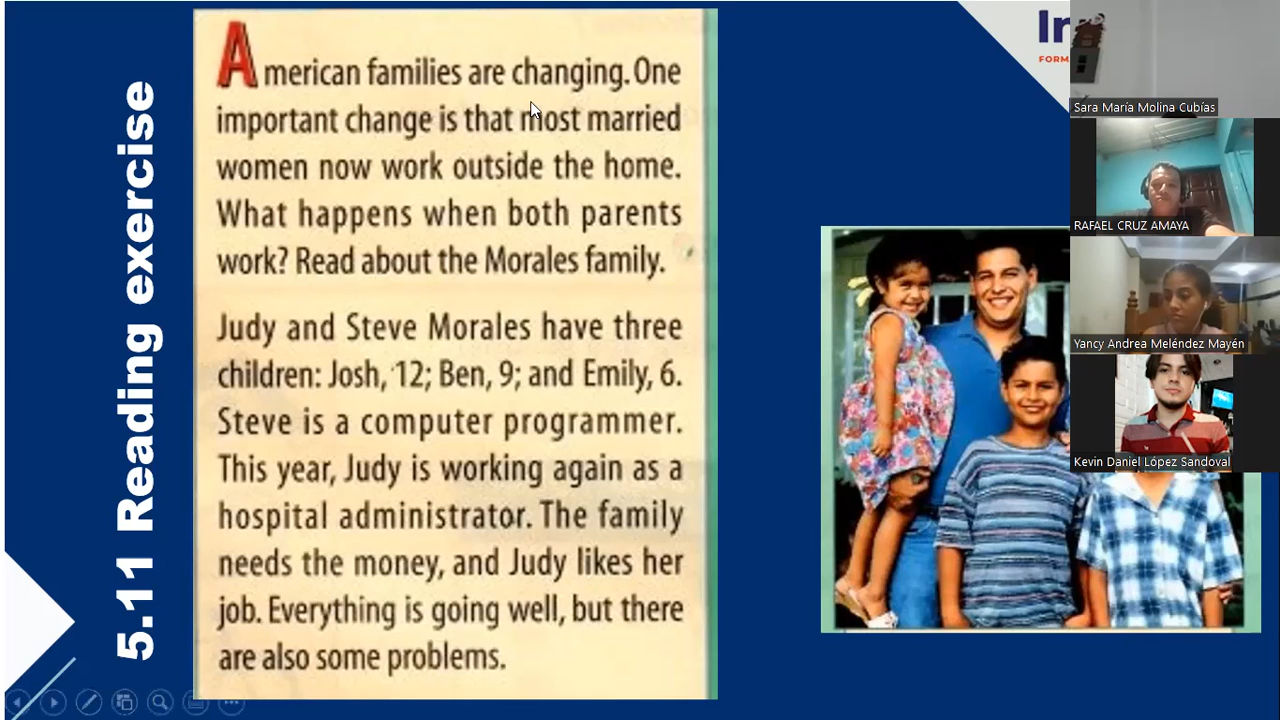 5.11 Reading exercise
American families are changing. One
important change is that most married
women now work outside the home.
What happens when both parents
work? Read about the Morales family.
Judy and Steve Morales have three
children: Josh, 12; Ben, 9; and Emily, 6.
Steve is a computer programmer.
This year, Judy is working again as a
hospital administrator. The family
needs the money, and Judy likes her
job. Everything is going well, but there
are also some problems.
In
FORM
Sara María Molina Cubías
RAFAEL CRUZ AMAYA
Yancy Andrea Meléndez Mayén
Kevin Daniel López Sandoval